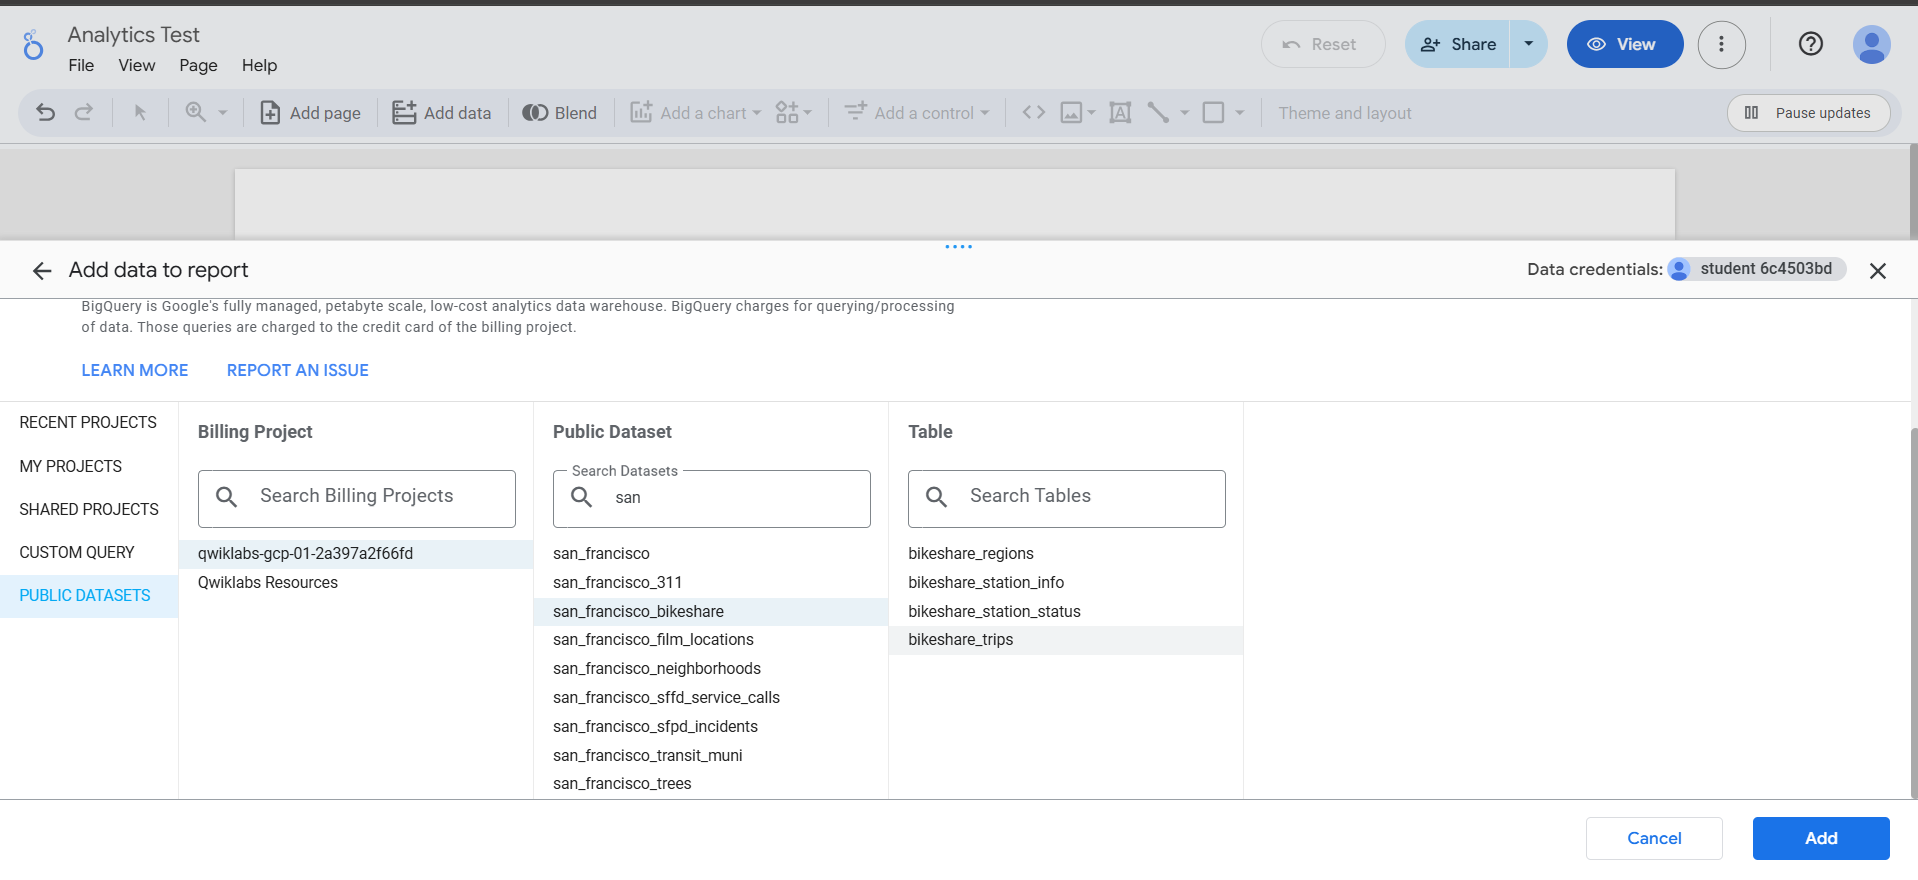 Analytics Test
File View Page Help
Reset
Share
View
Add page
Add data
Blend
Add a chart
Add a control
Theme and layout
Pause updates
Add data to report
Data credentials: student 6c4503bd
BigQuery is Google's fully managed, petabyte scale, low-cost analytics data warehouse. BigQuery charges for querying/processing
of data. Those queries are charged to the credit card of the billing project.
LEARN MORE REPORT AN ISSUE
RECENT PROJECTS
MY PROJECTS
SHARED PROJECTS
CUSTOM QUERY
PUBLIC DATASETS
Billing Project
Search Billing Projects
qwiklabs-gcp-01-2a397a2f66fd
Qwiklabs Resources
Public Dataset
Search Datasets
san
san_francisco
san_francisco_311
san_francisco_bikeshare
san_francisco_film_locations
san_francisco_neighborhoods
san_francisco_sffd_service_calls
san_francisco_sfpd_incidents
san_francisco_transit_muni
san_francisco_trees
Table
Search Tables
bikeshare_regions
bikeshare_station_info
bikeshare_station_status
bikeshare_trips
Cancel
Add